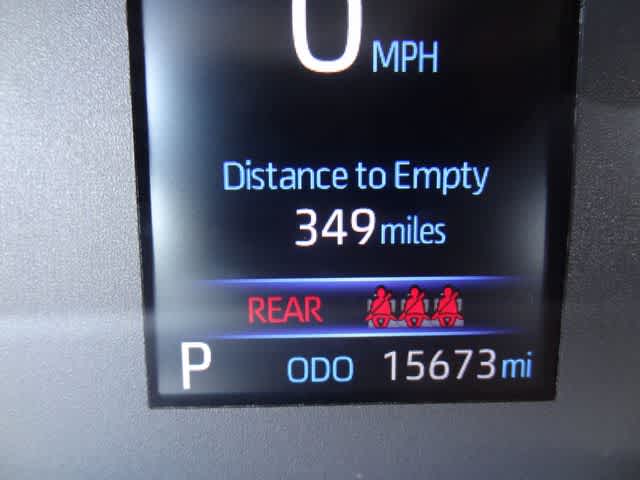 0 MPH
Distance to Empty
349 miles
REAR
P ODO 15673 mi